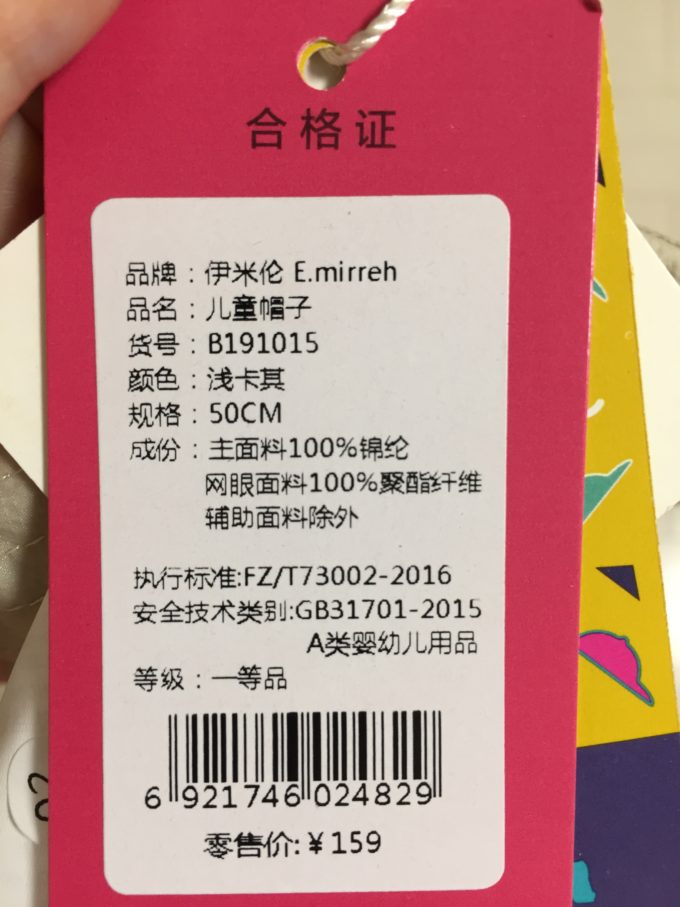 合格证
品牌：伊米伦 E.mirreh
品名：儿童帽子
货号：B191015
颜色：浅卡其
规格：50CM
成份：主面料100%锦纶
网眼面料100%聚酯纤维
辅助面料除外
执行标准:FZ/T73002-2016
安全技术类别:GB31701-2015
A类婴幼儿用品
等级：一等品
6 921746 024829
零售价:￥159